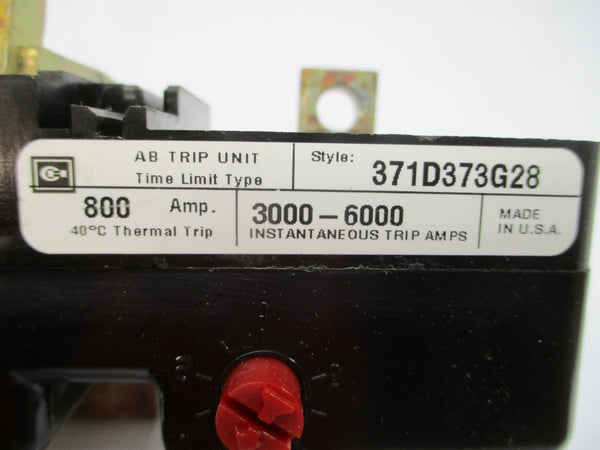 AB TRIP UNIT
Time Limit Type
Style: 371D373G28
800 Amp.
40°C Thermal Trip
3000-6000
INSTANTANEOUS TRIP AMPS
MADE
IN U.S.A.